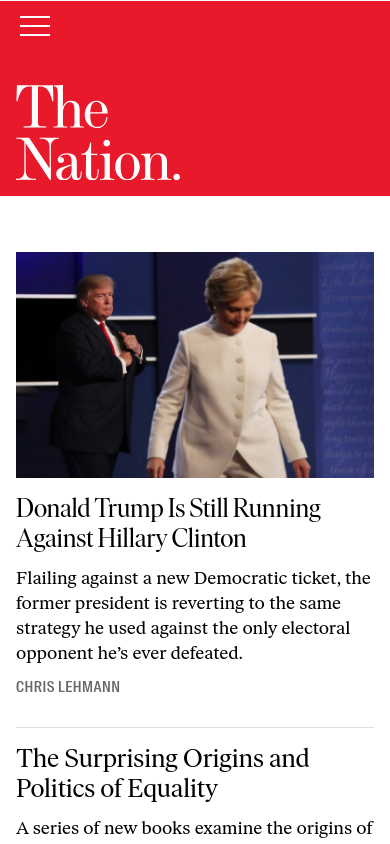 The
Nation.
Donald Trump Is Still Running
Against Hillary Clinton
Flailing against a new Democratic ticket, the
former president is reverting to the same
strategy he used against the only electoral
opponent he’s ever defeated.
CHRIS LEHMANN
The Surprising Origins and
Politics of Equality
A series of new books examine the origins of